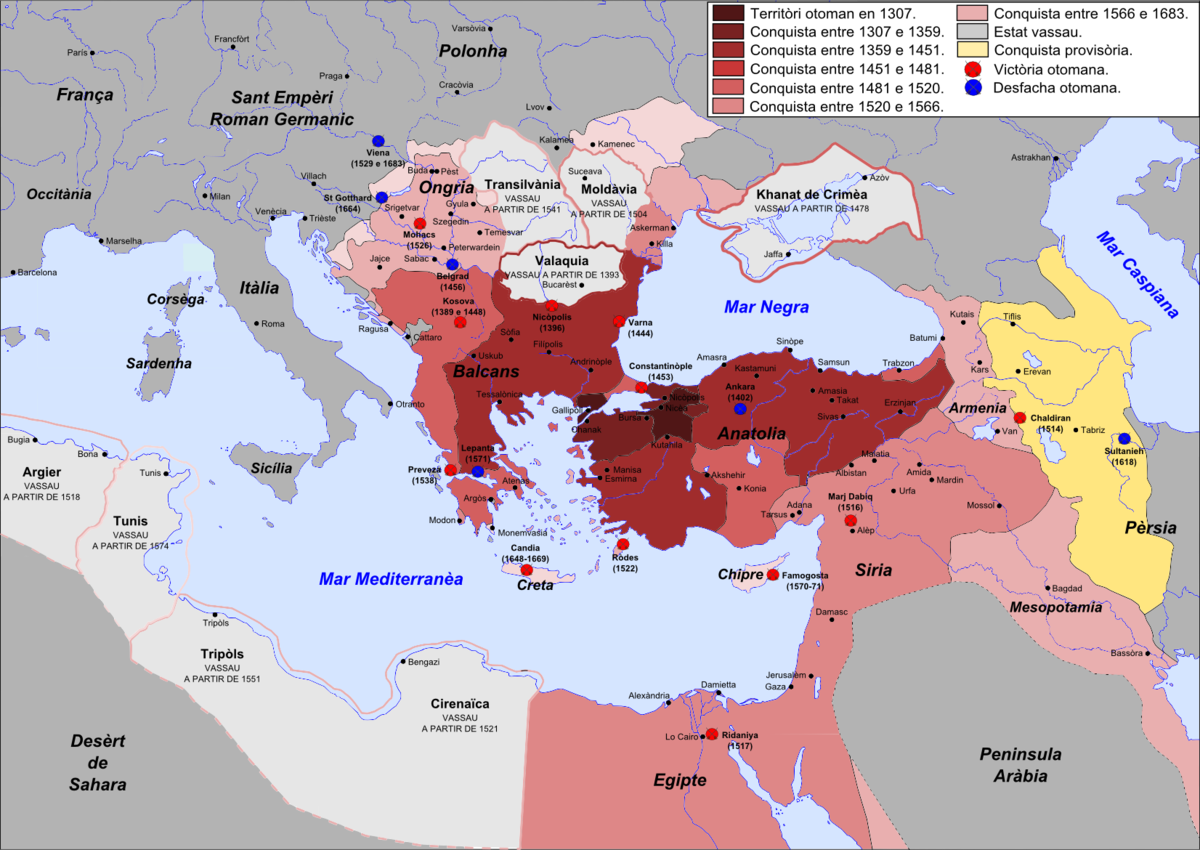 Territòri otoman en 1307.
Conquista entre 1307 e 1359.
Conquista entre 1359 e 1451.
Conquista entre 1451 e 1481.
Conquista entre 1481 e 1520.
Conquista entre 1520 e 1566.
Conquista entre 1566 e 1683.
Estat vassau.
Conquista provisòria.
Victòria otomana.
Desfacha otomana.
Varsòvia
Francfòrt
París
Polonha
Praga
França
Cracòvia
Sant Empèri
Roman Germanic
Lvov
Kalamea
Kamenec
Viena
(1529 e 1683)
Astrakhan
Buda
Pèst
Suceava
Villach
Ongria
Transilvània
VASSAU
A PARTIR DE 1541
Moldàvia
VASSAU
A PARTIR DE 1504
Khanat de Crimèa
VASSAU A PARTIR DE 1478
Azòv
Occitània
Milan
St Gotthard
(1664)
Srigetvar
Gyula
Venècia
Trièste
Szegedin
Mohacs
(1526)
Temesvar
Askerman
Killa
Marselha
Peterwardein
Jaffa
Mar Caspiana
Barcelona
Jajce
Sabac
Valaquia
VASSAU A PARTIR DE 1393
Bucarèst
Belgrad
(1456)
Itàlia
Corsèga
Kosova
(1389 e 1448)
Nicòpolis
(1396)
Varna
(1444)
Mar Negra
Roma
Ragusa
Cattaro
Sòfia
Filípolis
Kutais
Tiflis
Batumi
Sinòpe
Uskub
Andrinòple
Amasra
Samsun
Trabzon
Sardenha
Balcans
Constantinòple
(1453)
Kastamuni
Kars
Erevan
Otranto
Tessalónica
Ankara
(1402)
Amasia
Takat
Erzinjan
Nicòpolis
Nicèa
Gallipòli
Bursa
Sivas
Armenia
Chaldiran
(1514)
Chanak
Anatolia
Van
Tabriz
Sultanieh
(1618)
Bugia
Bona
Kutahila
Lepanta
(1571)
Malatia
Argier
VASSAU
A PARTIR DE 1518
Tunis
Sicília
Preveza
(1538)
Manisa
Esmirna
Akshehir
Albistan
Amida
Mardin
Atenas
Konia
Urfa
Argòs
Marj Dabiq
(1516)
Adana
Tarsus
Mossol
Tunis
VASSAU
A PARTIR DE 1574
Modon
Monemvasia
Alèp
Pèrsia
Candia
(1648-1669)
Ròdes
(1522)
Mar Mediterranèa
Creta
Chipre
Famogosta
(1570-71)
Siria
Bagdad
Mesopotamia
Tripòls
Damasc
Tripòls
VASSAU
A PARTIR DE 1551
Bengazi
Bassòra
Jerusalèm
Gaza
Damietta
Alexàndria
Cirenaïca
VASSAU
A PARTIR DE 1521
Lo Cairo
Ridaniya
(1517)
Desèrt
de
Sahara
Egipte
Peninsula
Aràbia